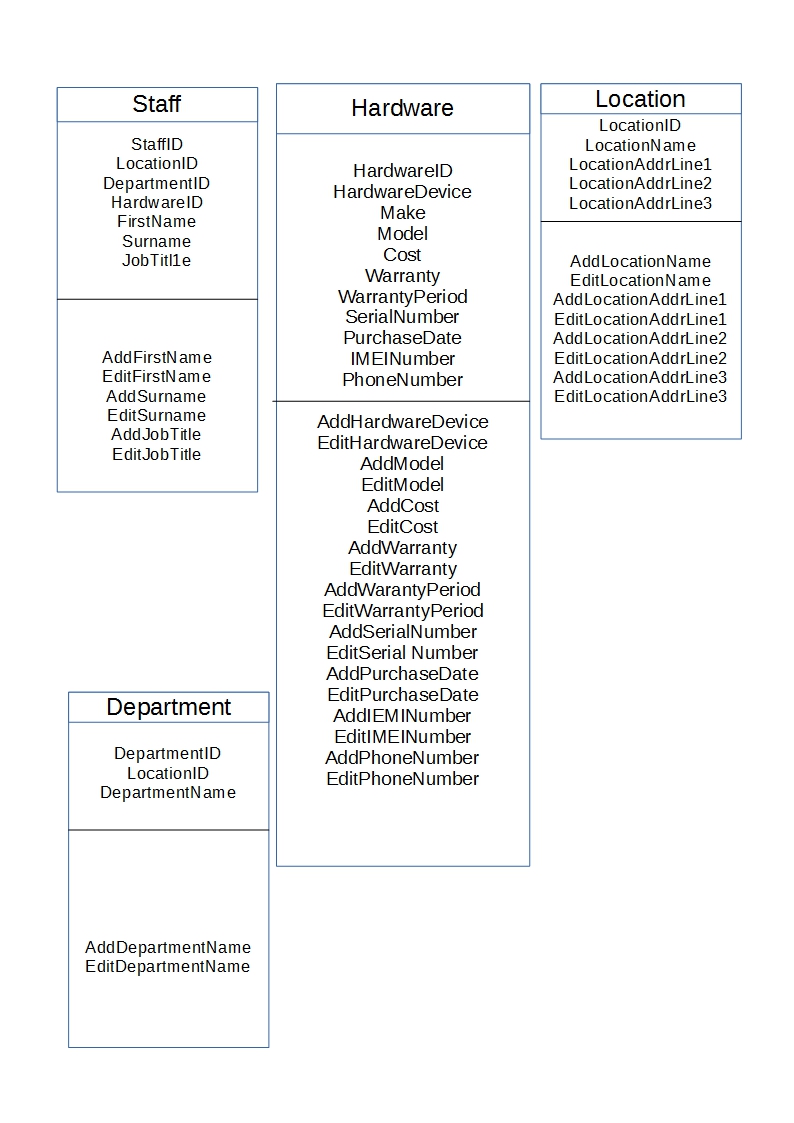 Staff
StaffID
LocationID
DepartmentID
HardwareID
FirstName
Surname
JobTitl1e
AddFirstName
EditFirstName
AddSurname
EditSurname
AddJobTitle
EditJobTitle
Hardware
HardwareID
HardwareDevice
Make
Model
Cost
Warranty
WarrantyPeriod
SerialNumber
PurchaseDate
IMEINumber
PhoneNumber
AddHardwareDevice
EditHardwareDevice
AddModel
EditModel
AddCost
EditCost
AddWarranty
EditWarranty
AddWarantyPeriod
EditWarrantyPeriod
AddSerialNumber
EditSerial Number
AddPurchaseDate
EditPurchaseDate
AddIEMINumber
EditIMEINumber
AddPhoneNumber
EditPhoneNumber
Location
LocationID
LocationName
LocationAddrLine1
LocationAddrLine2
LocationAddrLine3
AddLocationName
EditLocationName
AddLocationAddrLine1
EditLocationLine1
AddLocationAddrLine2
EditLocationLine2
AddLocationAddrLine3
EditLocationAddrLine3
Department
DepartmentID
LocationID
DepartmentName
AddDepartmentName
EditDepartmentName